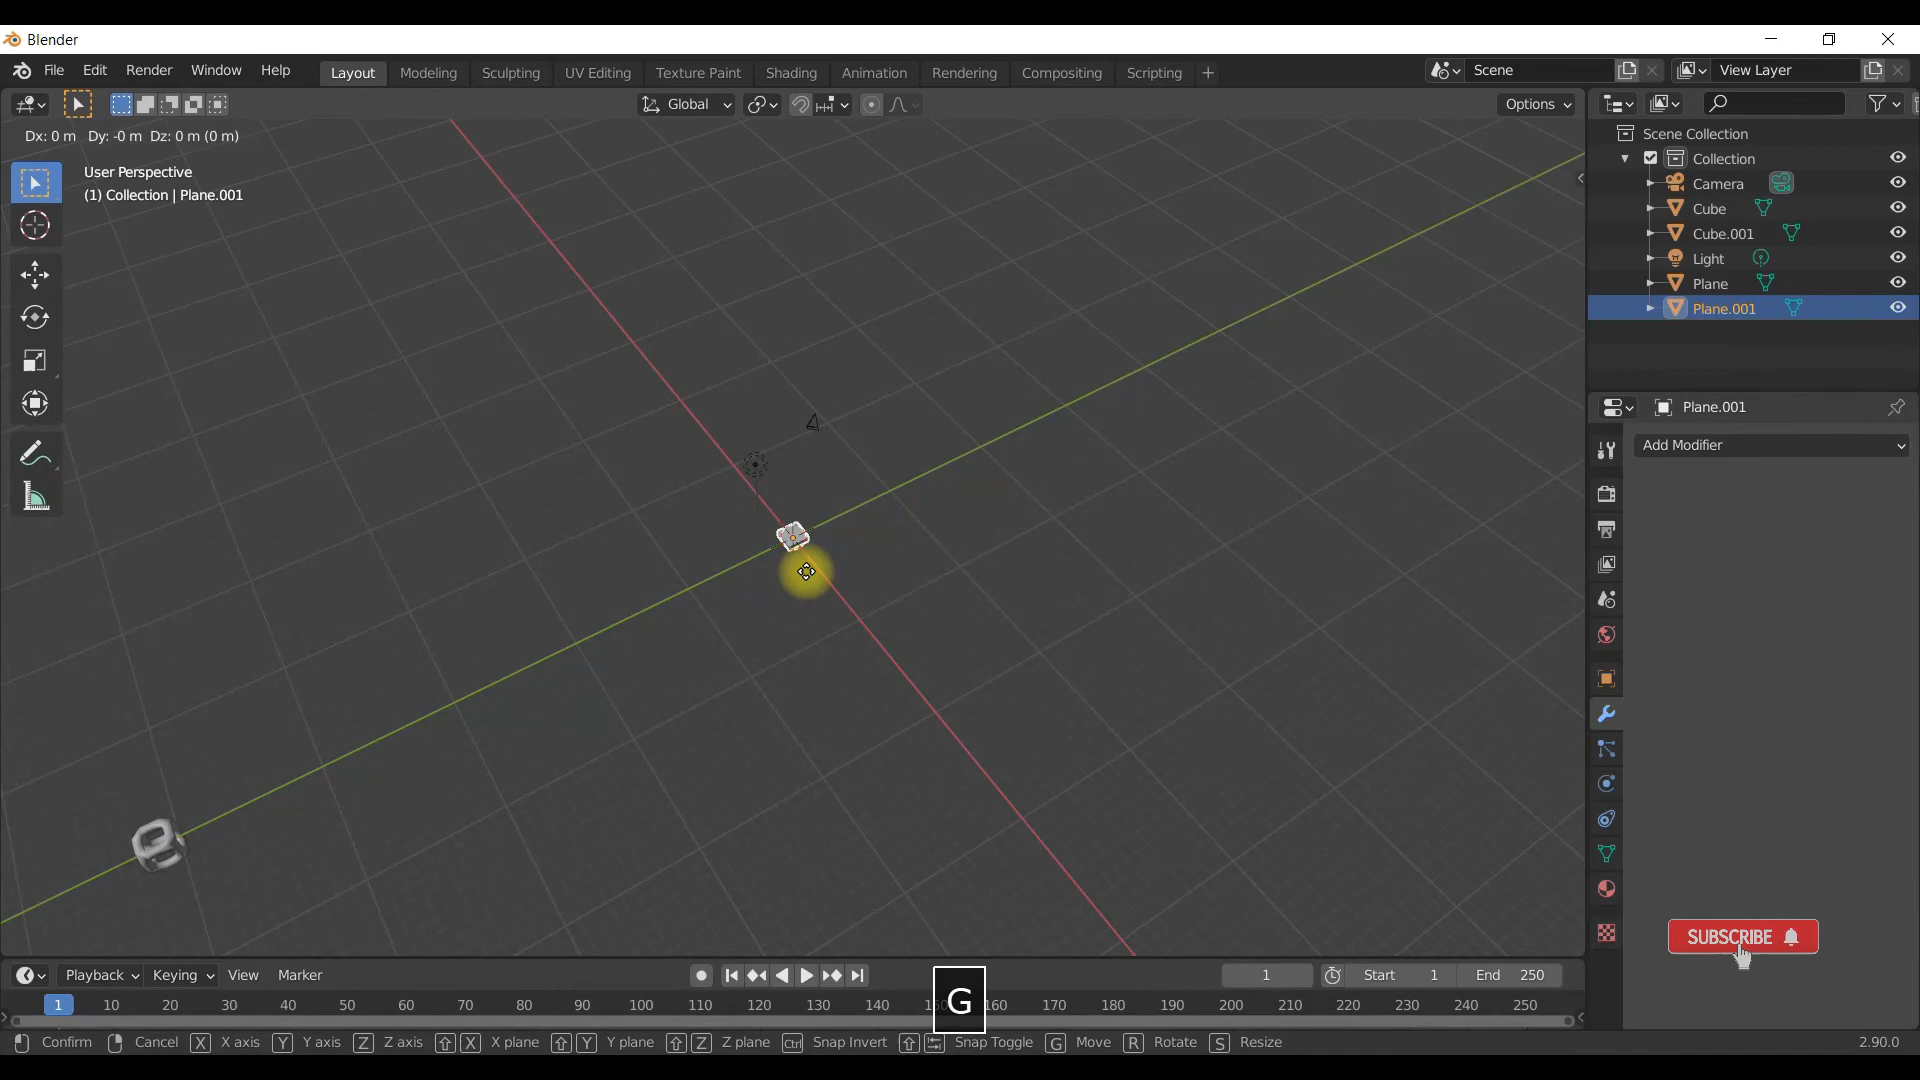 Blender
File Edit Render Window Help Layout Modeling Sculpting UV Editing Texture Paint Shading Animation Rendering Compositing Scripting + Scene View Layer
Global Options
Dx: 0 m Dy: -0 m Dz: 0 m (0 m)
User Perspective
(1) Collection | Plane.001
Scene Collection
Collection
Camera
Cube
Cube.001
Light
Plane
Plane.001
Plane.001
Add Modifier
SUBSCRIBE
Playback Keying View Marker 1 Start 1 End 250
1 10 20 30 40 50 60 70 80 90 100 110 120 130 140 150 160 170 180 190 200 210 220 230 240 250
G
Confirm Cancel X X axis Y Y axis Z Z axis X X plane Y Y plane Z Z plane Ctrl Snap Invert Snap Toggle G Move R Rotate S Resize 2.90.0